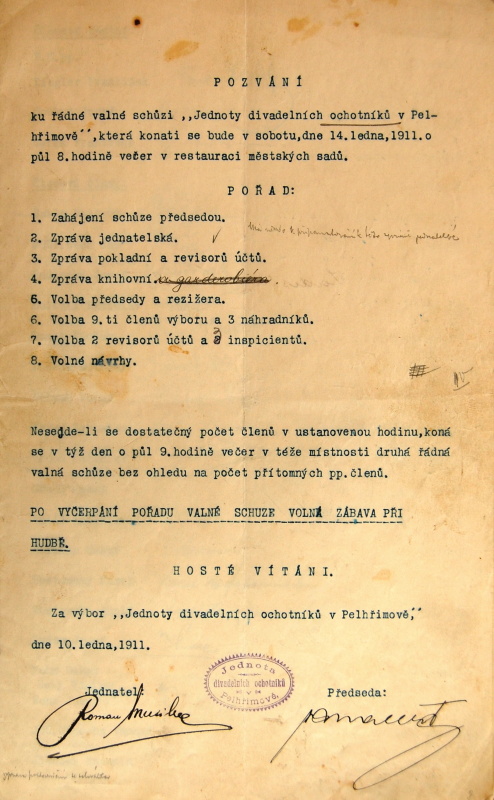 POZVÁNÍ
ku řádné valné schůzi ,,Jednoty divadelních ochotníků v Pel-
hřimově´´,která konati se bude v sobotu,dne 14.ledna,1911.o
půl 8.hodině večer v restauraci městských sadů.
POŘAD:
1. Zahájení schůze předsedou.
2. Zpráva jednatelská.
3. Zpráva pokladní a revisorů účtů.
4. Zpráva knihovní.
5. Volba předsedy a režižera.
6. Volba 9.ti členů výboru a 3 náhradníků.
7. Volba 2 revisorů účtů a 3 inspicientů.
8. Volné návrhy.
Nesejde-li se dostatečný počet členů v ustanovenou hodinu,koná
se v týž den o půl 9.hodině večer v téže místnosti druhá řádná
valná schůze bez ohledu na počet přítomných pp.členů.
PO VYČERPÁNÍ POŘADU VALNÉ SCHUZE VOLNÁ ZÁBAVA PŘI
HUDBĚ.
HOSTÉ VÍTÁNI.
Za výbor ,,Jednoty divadelních ochotníků v Pelhřimově,´´
dne 10.ledna,1911.
Jednota
divadelních ochotníků
v
Pelhřimově.
Jednatel: Předseda:
Roman